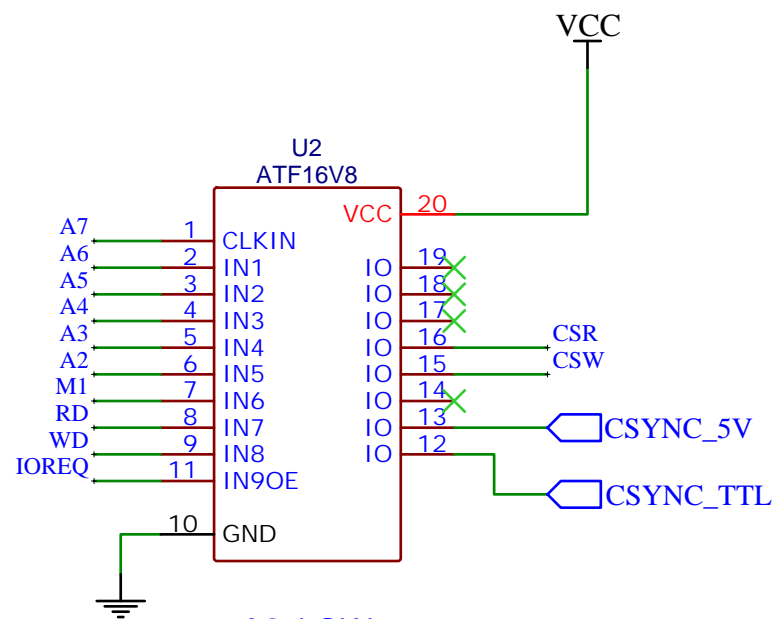 VCC
U2
ATF16V8
VCC 20
A7 1 CLKIN
A6 2 IN1 IO 19
A5 3 IN2 IO 18
A4 4 IN3 IO 17
A3 5 IN4 IO 16 CSR
A2 6 IN5 IO 15 CSW
M1 7 IN6 IO 14
RD 8 IN7 IO 13 CSYNC_5V
WD 9 IN8 IO 12
IOREQ 11 IN9OE CSYNC_TTL
10 GND